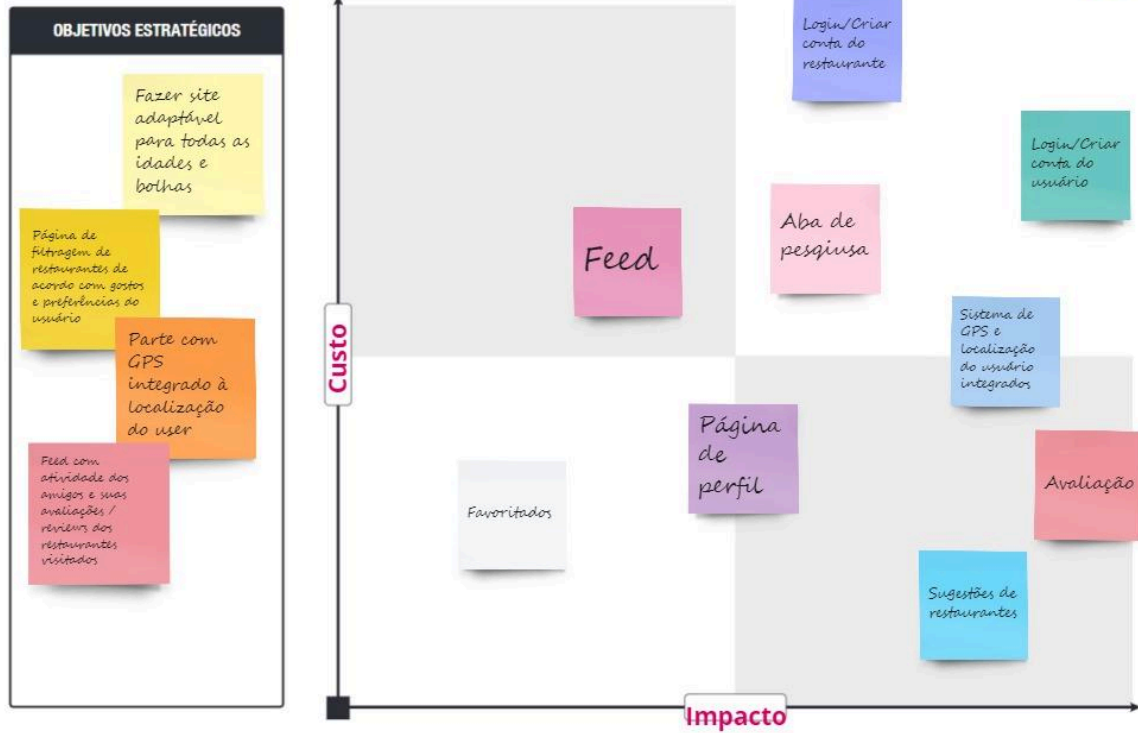 OBJETIVOS ESTRATÉGICOS
Fazer site
adaptável
para todas as
idades e
bolhas
Página de
filtragem de
restaurantes de
acordo com gostos
e preferências do
usuário
Parte com
GPS
integrado à
localização
do user
Feed com
atividade dos
amigos e suas
avaliações /
reviews dos
restaurantes
visitados
Custo
Login/Criar
conta do
restaurante
Login/Criar
conta do
usuário
Aba de
pesqiusa
Feed
Sistema de
GPS e
localização
do usuário
integrados
Página
de
perfil
Avaliação
Favoritados
Sugestões de
restaurantes
Impacto